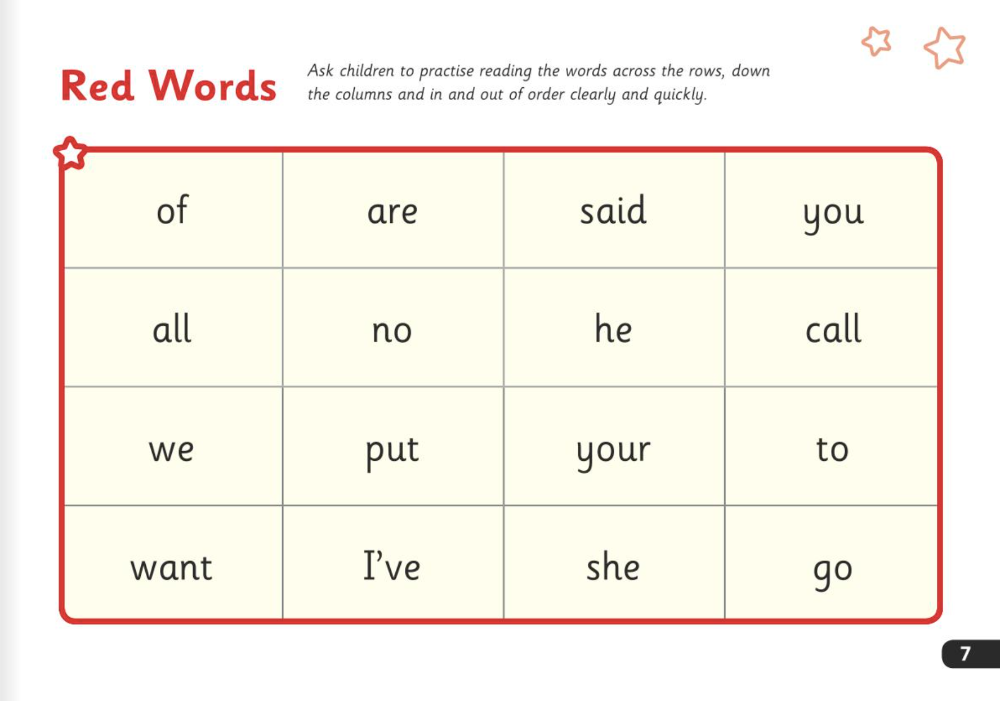 Red Words
Ask children to practise reading the words across the rows, down
the columns and in and out of order clearly and quickly.
of are said you
all no he call
we put your to
want I’ve she go
7